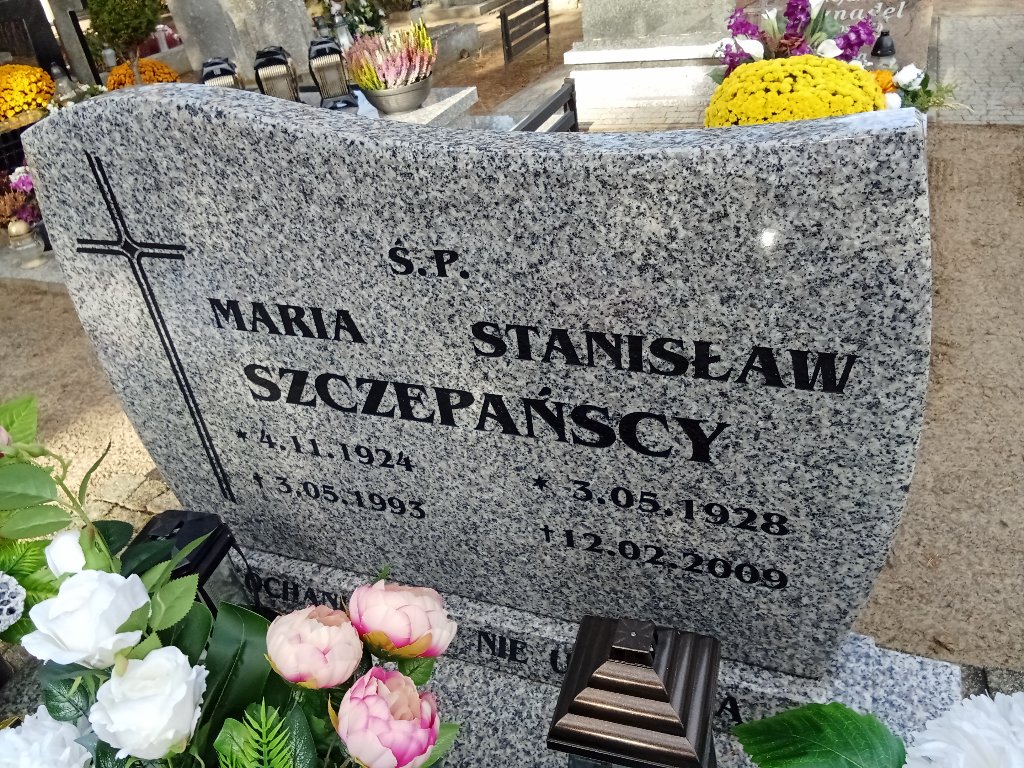 Ś.P.
MARIA STANISŁAW
SZCZEPAŃSCY
* 4.11.1924 * 3.05.1928
† 3.05.1993 † 12.02.2009
NIE